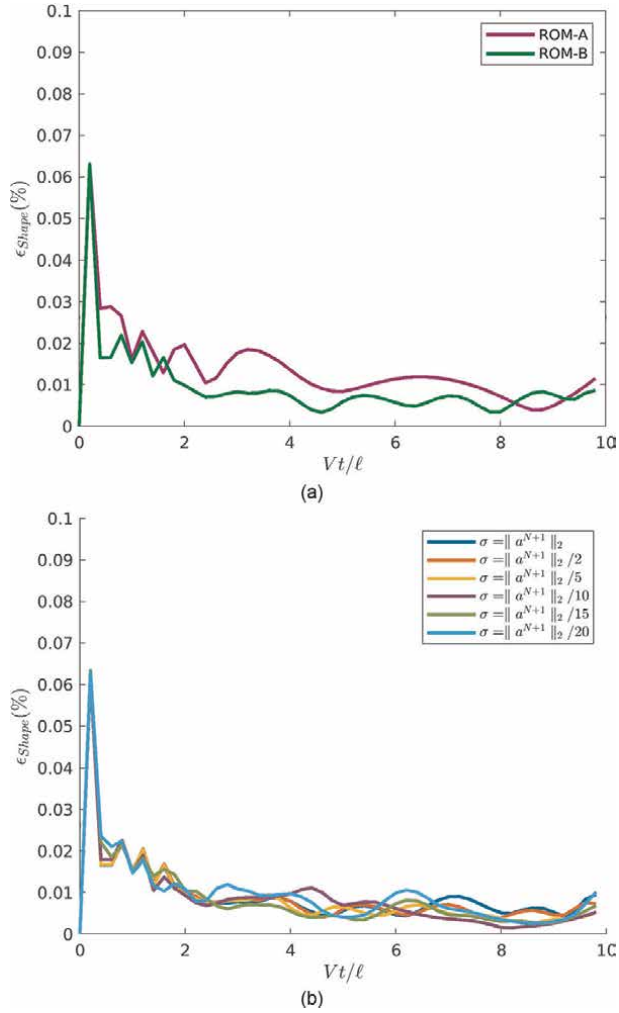 0.1
ROM-A
0.09
ROM-B
0.08
0.07
0.06
0.05
0.04
0.03
0.02
0.01
0
ϵ_Shape(%)
0 2 4 6 8 10
Vt/ℓ
(a)
0.1
σ =‖ a^{N+1} ‖_2
0.09
σ =‖ a^{N+1} ‖_2 /2
σ =‖ a^{N+1} ‖_2 /5
0.08
σ =‖ a^{N+1} ‖_2 /10
σ =‖ a^{N+1} ‖_2 /15
σ =‖ a^{N+1} ‖_2 /20
0.07
0.06
0.05
0.04
0.03
0.02
0.01
0
ϵ_Shape(%)
0 2 4 6 8 10
Vt/ℓ
(b)